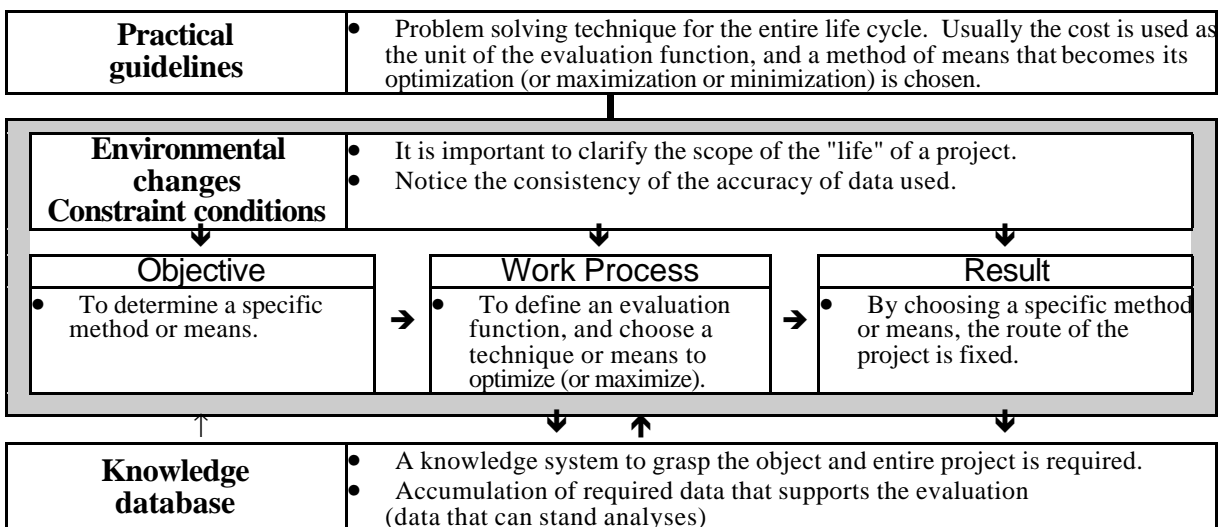 Practical
guidelines
● Problem solving technique for the entire life cycle. Usually the cost is used as
the unit of the evaluation function, and a method of means that becomes its
optimization (or maximization or minimization) is chosen.
Environmental
changes
Constraint conditions
● It is important to clarify the scope of the "life" of a project.
● Notice the consistency of the accuracy of data used.
Objective
● To determine a specific
method or means.
Work Process
● To define an evaluation
function, and choose a
technique or means to
optimize (or maximize).
Result
● By choosing a specific method
or means, the route of the
project is fixed.
Knowledge
database
● A knowledge system to grasp the object and entire project is required.
● Accumulation of required data that supports the evaluation
(data that can stand analyses)